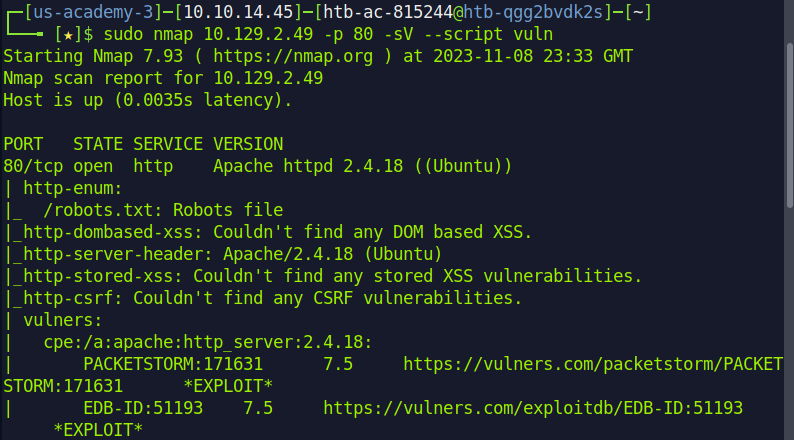 ┌─[us-academy-3]─[10.10.14.45]─[htb-ac-815244@htb-qgg2bvdk2s]─[~]
└──╼ [★]$ sudo nmap 10.129.2.49 -p 80 -sV --script vuln
Starting Nmap 7.93 ( https://nmap.org ) at 2023-11-08 23:33 GMT
Nmap scan report for 10.129.2.49
Host is up (0.0035s latency).
PORT   STATE SERVICE VERSION
80/tcp open  http    Apache httpd 2.4.18 ((Ubuntu))
| http-enum:
|_  /robots.txt: Robots file
|_http-dombased-xss: Couldn't find any DOM based XSS.
|_http-server-header: Apache/2.4.18 (Ubuntu)
|_http-stored-xss: Couldn't find any stored XSS vulnerabilities.
|_http-csrf: Couldn't find any CSRF vulnerabilities.
| vulners:
|   cpe:/a:apache:http_server:2.4.18:
|       PACKETSTORM:171631      7.5     https://vulners.com/packetstorm/PACKET
STORM:171631      *EXPLOIT*
|       EDB-ID:51193    7.5     https://vulners.com/exploitdb/EDB-ID:51193
     *EXPLOIT*